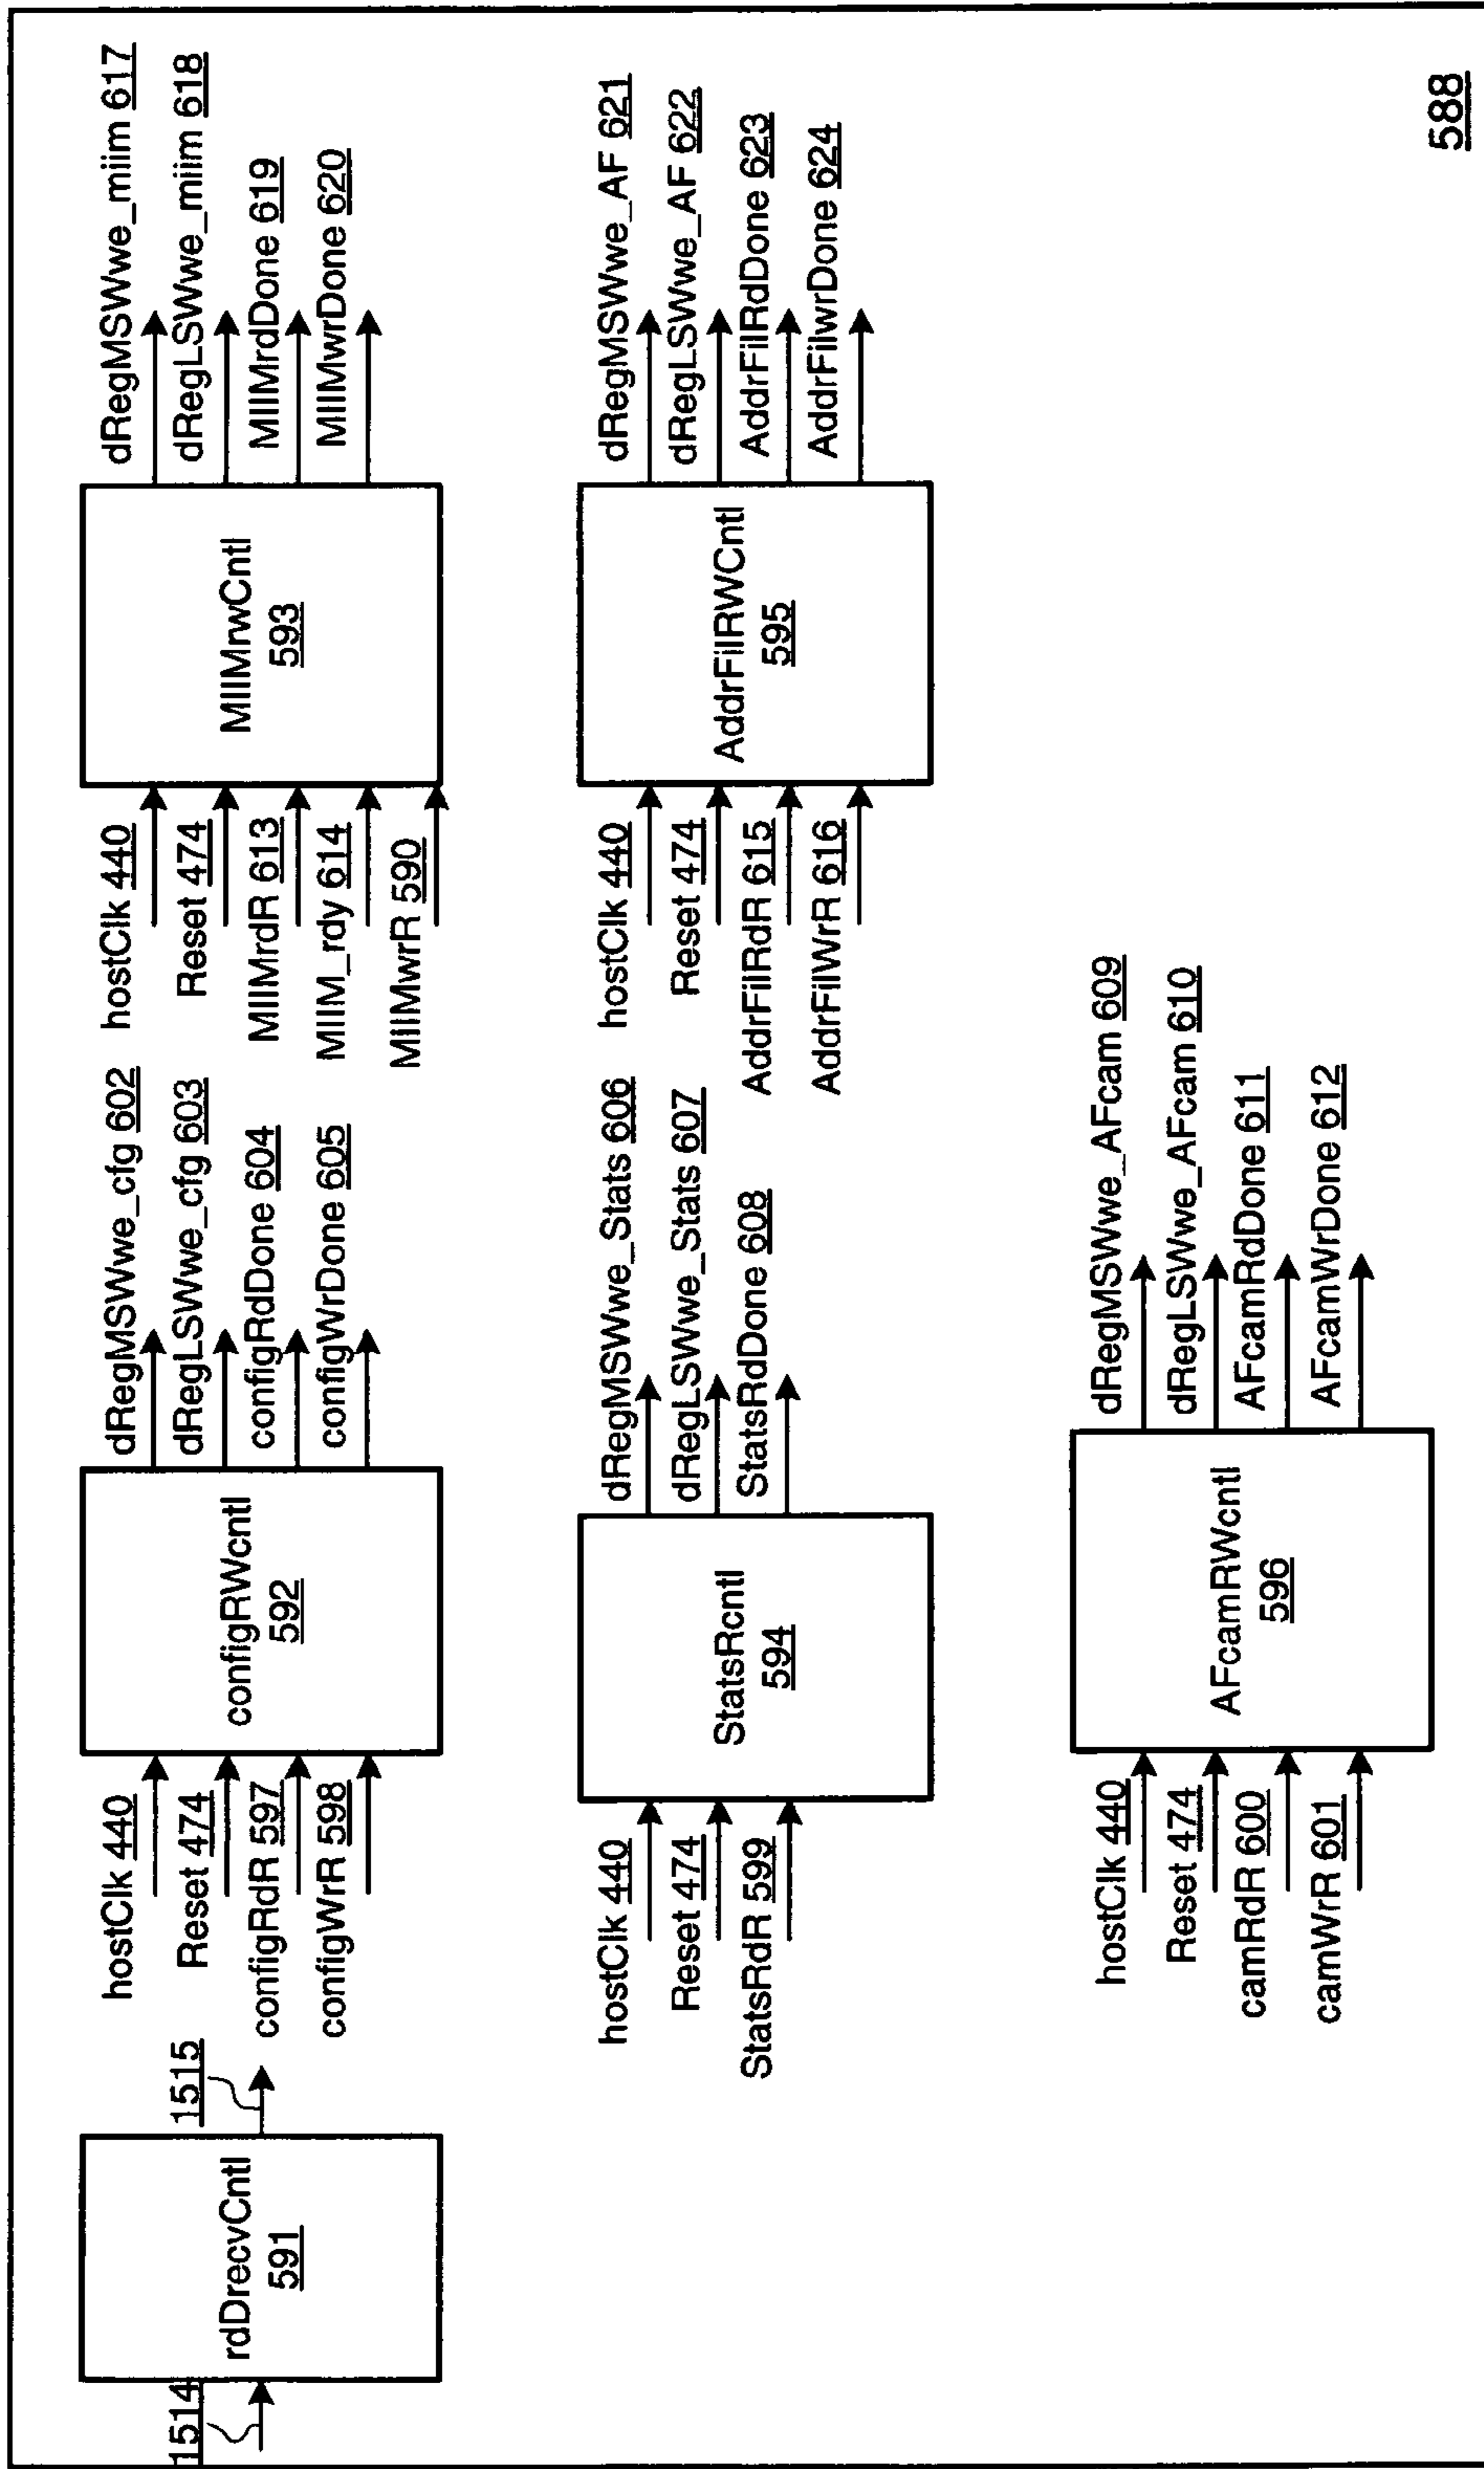 1514
rdDrecvCntl
591
1515
hostClk 440
Reset 474
configRdR 597
configWrR 598
configRWcntl
592
dRegMSWwe_cfg 602
dRegLSWwe_cfg 603
configRdDone 604
configWrDone 605
hostClk 440
Reset 474
MIIMrdR 613
MIIM_rdy 614
MIIMwrR 590
MIIMrwCntl
593
dRegMSWwe_miim 617
dRegLSWwe_miim 618
MIIMrdDone 619
MIIMwrDone 620
hostClk 440
Reset 474
StatsRdR 599
StatsRcntl
594
dRegMSWwe_Stats 606
dRegLSWwe_Stats 607
StatsRdDone 608
hostClk 440
Reset 474
AddrFilRdR 615
AddrFilWrR 616
AddrFilRWCntl
595
dRegMSWwe_AF 621
dRegLSWwe_AF 622
AddrFilRdDone 623
AddrFilwrDone 624
hostClk 440
Reset 474
camRdR 600
camWrR 601
AFcamRWcntl
596
dRegMSWwe_AFcam 609
dRegLSWwe_AFcam 610
AFcamRdDone 611
AFcamWrDone 612
588